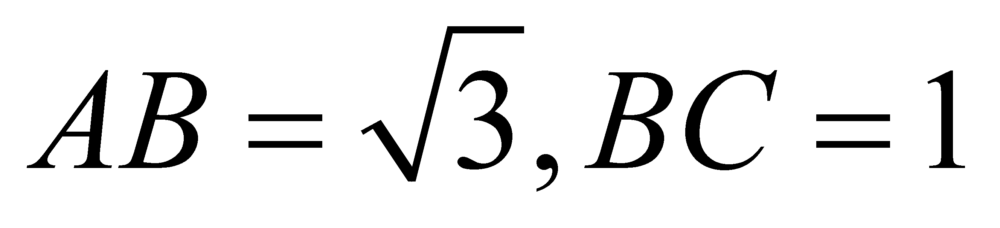 AB = √3, BC = 1